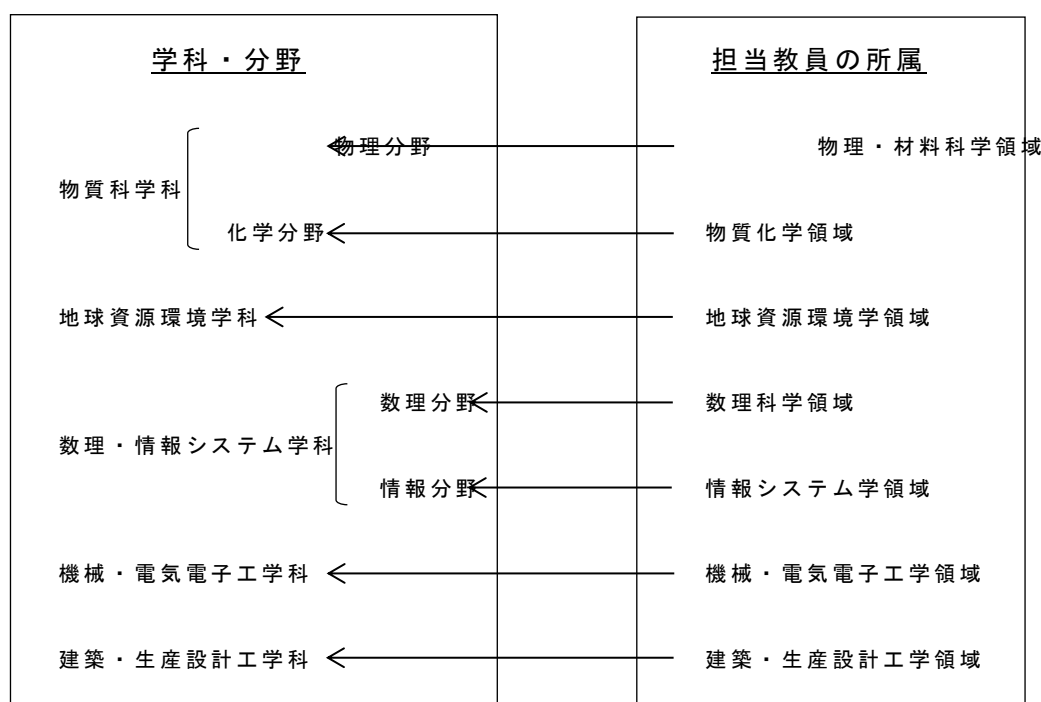 学科・分野 担当教員の所属
物理分野 物理・材料科学領域
物質科学科
化学分野 物質化学領域
地球資源環境学科 地球資源環境学領域
数理分野 数理科学領域
数理・情報システム学科
情報分野 情報システム学領域
機械・電気電子工学科 機械・電気電子工学領域
建築・生産設計工学科 建築・生産設計工学領域